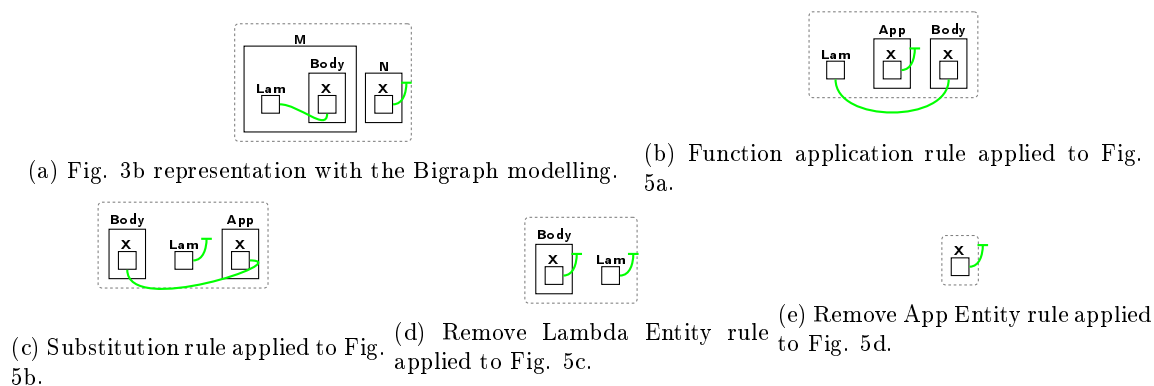 M
Body
N
Lam
X
X
(a) Fig. 3b representation with the Bigraph modelling.
App
Body
Lam
X
X
(b) Function application rule applied to Fig.
5a.
Body
App
X
Lam
X
(c) Substitution rule applied to Fig.
5b.
Body
X
Lam
(d) Remove Lambda Entity rule
applied to Fig. 5c.
X
(e) Remove App Entity rule applied
to Fig. 5d.